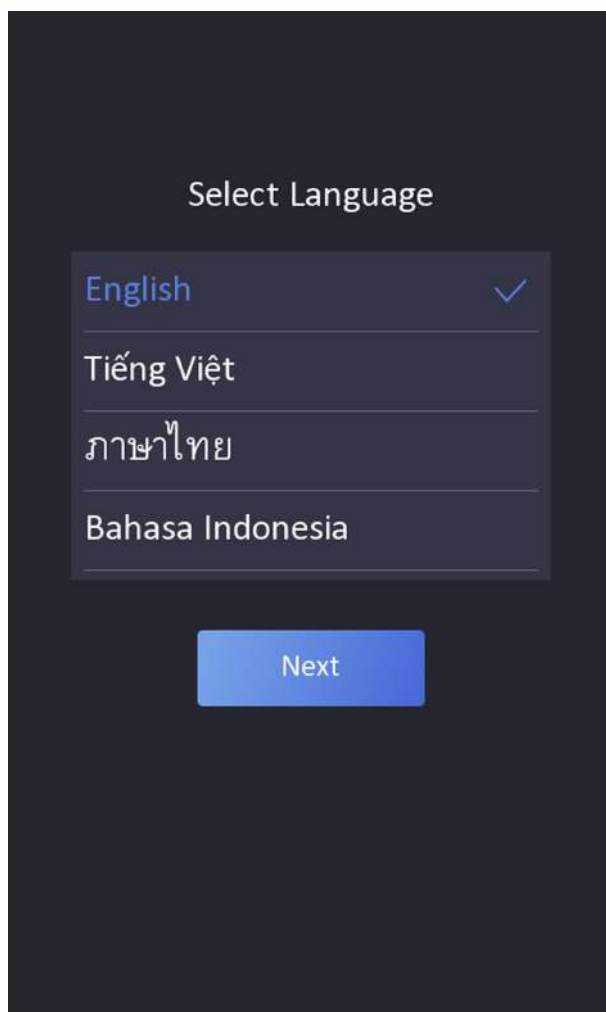 Select Language
English
Tiếng Việt
ภาษาไทย
Bahasa Indonesia
Next